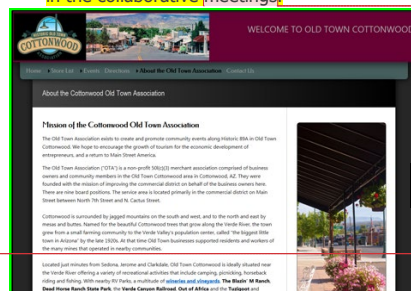 in the collaborative meetings.
WELCOME TO OLD TOWN COTTONWOOD
COTTONWOOD
Home Store List Events Directions About the Old Town Association Contact Us
About the Cottonwood Old Town Association
Mission of the Cottonwood Old Town Association
The Old Town Association exists to create and promote community events along Historic 89A in Old Town
Cottonwood. We hope to encourage the growth of tourism for the economic development of
entrepreneurs, and a return to Main Street America.
The Old Town Association ("OTA") is a non-profit 50(c)(3) merchant association comprised of business
owners and community members in the Old Town Cottonwood area in Cottonwood, AZ. They were
founded with the mission of improving the commercial district on behalf of the business owners here.
There are nine board positions. The service area is located primarily in the commercial district on Main
Street between North 7th Street and N. Cactus Street.
Cottonwood is surrounded by jagged mountains on the south and west, and to the north and east by
mesas and buttes. Named for the beautiful Cottonwood trees that grow along the Verde River, the town
grew from a small farming community to the Verde Valley's population center, called 'the biggest little
town in Arizona' by the late 1920s. At that time Old Town businesses supported residents and workers of
the many mines that operated in nearby communities.
Located just minutes from Sedona, Jerome and Clarkdale, Old Town Cottonwood is ideally situated near
the Verde River offering a variety of recreational activities that include camping, picnicking, horseback
riding and fishing. With nearby RV Parks, a multitude of wineries and vineyards, The Blazin' M Ranch,
Dead Horse Ranch State Park, the Verde Canyon Railroad, Out of Africa and the Tuzigoot and